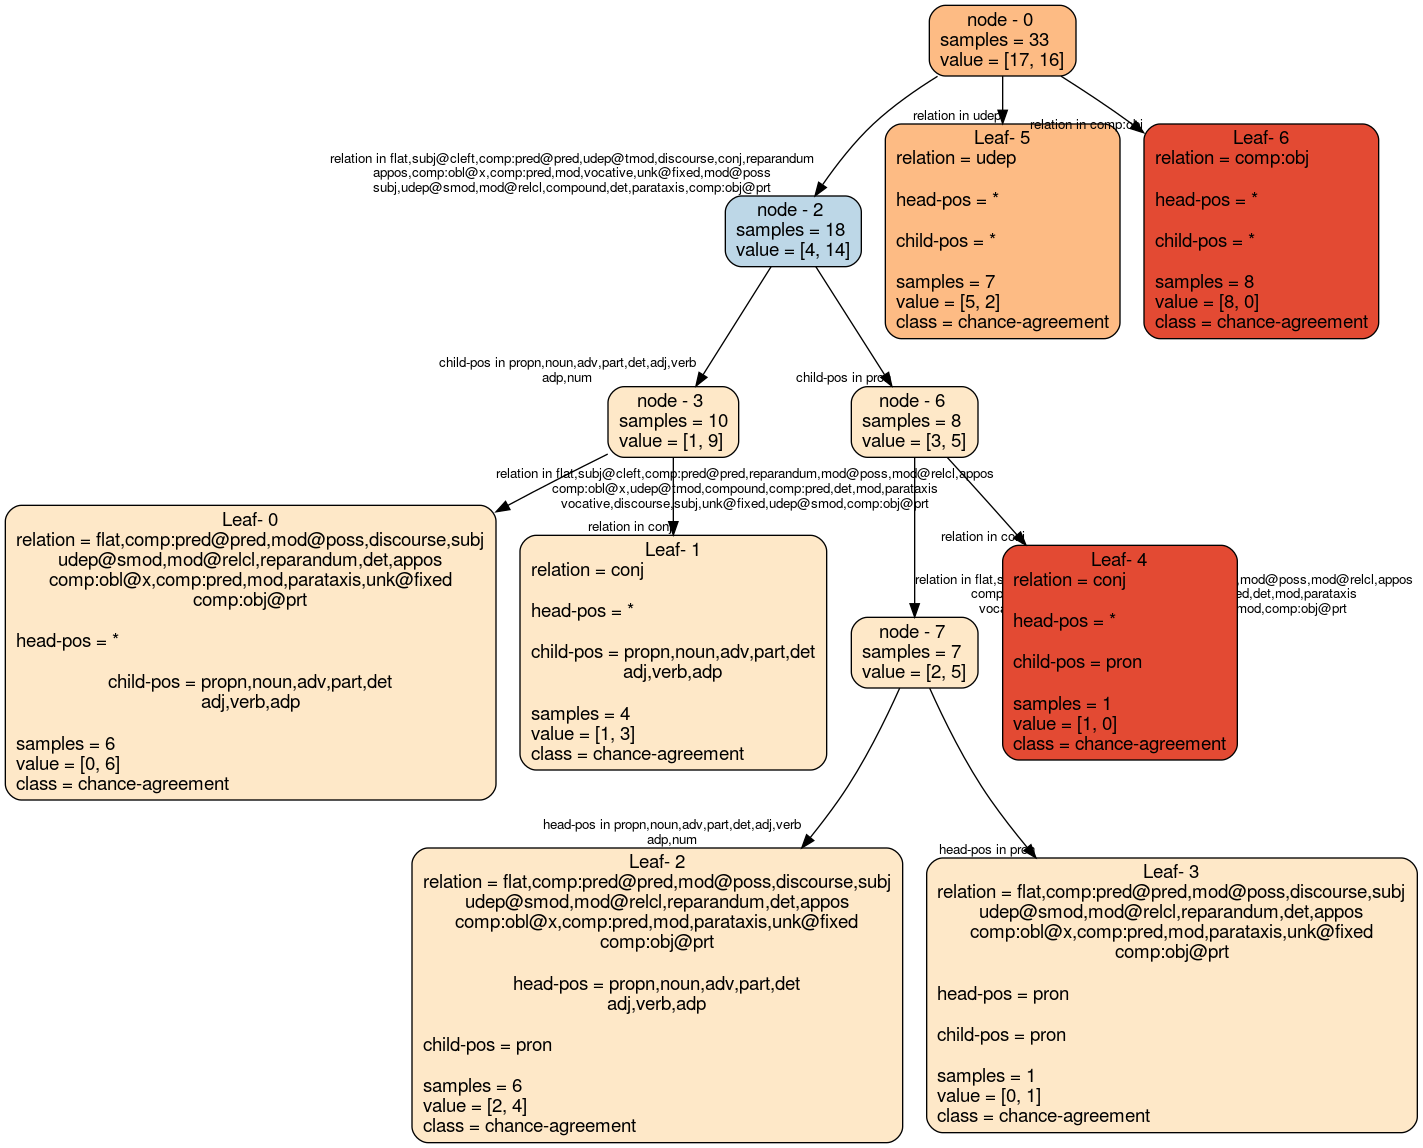 node - 0
samples = 33
value = [17, 16]
relation in flat,subj@cleft,comp:pred@pred,udep@tmod,discourse,conj,reparandum
appos,comp:obl@x,comp:pred,mod,vocative,unk@fixed,mod@poss
subj,udep@smod,mod@relcl,compound,det,parataxis,comp:obj@prt
relation in udep
relation in comp:obj
node - 2
samples = 18
value = [4, 14]
Leaf- 5
relation = udep
head-pos = *
child-pos = *
samples = 7
value = [5, 2]
class = chance-agreement
Leaf- 6
relation = comp:obj
head-pos = *
child-pos = *
samples = 8
value = [8, 0]
class = chance-agreement
child-pos in propn,noun,adv,part,det,adj,verb
adp,num
child-pos in pron
node - 3
samples = 10
value = [1, 9]
node - 6
samples = 8
value = [3, 5]
relation in flat,subj@cleft,comp:pred@pred,reparandum,mod@poss,mod@relcl,appos
comp:obl@x,udep@tmod,compound,comp:pred,det,mod,parataxis
vocative,discourse,subj,unk@fixed,udep@smod,comp:obj@prt
relation in conj
relation in conj
Leaf- 0
relation = flat,comp:pred@pred,mod@poss,discourse,subj
udep@smod,mod@relcl,reparandum,det,appos
comp:obl@x,comp:pred,mod,parataxis,unk@fixed
comp:obj@prt
head-pos = *
child-pos = propn,noun,adv,part,det
adj,verb,adp
samples = 6
value = [0, 6]
class = chance-agreement
Leaf- 1
relation = conj
head-pos = *
child-pos = propn,noun,adv,part,det
adj,verb,adp
samples = 4
value = [1, 3]
class = chance-agreement
relation in mod@poss,mod@relcl,appos
det,mod,parataxis
comp:obj@prt
node - 7
samples = 7
value = [2, 5]
Leaf- 4
relation = conj
head-pos = *
child-pos = pron
samples = 1
value = [1, 0]
class = chance-agreement
head-pos in propn,noun,adv,part,det,adj,verb
adp,num
head-pos in pron
Leaf- 2
relation = flat,comp:pred@pred,mod@poss,discourse,subj
udep@smod,mod@relcl,reparandum,det,appos
comp:obl@x,comp:pred,mod,parataxis,unk@fixed
comp:obj@prt
head-pos = propn,noun,adv,part,det
adj,verb,adp
child-pos = pron
samples = 6
value = [2, 4]
class = chance-agreement
Leaf- 3
relation = flat,comp:pred@pred,mod@poss,discourse,subj
udep@smod,mod@relcl,reparandum,det,appos
comp:obl@x,comp:pred,mod,parataxis,unk@fixed
comp:obj@prt
head-pos = pron
child-pos = pron
samples = 1
value = [0, 1]
class = chance-agreement